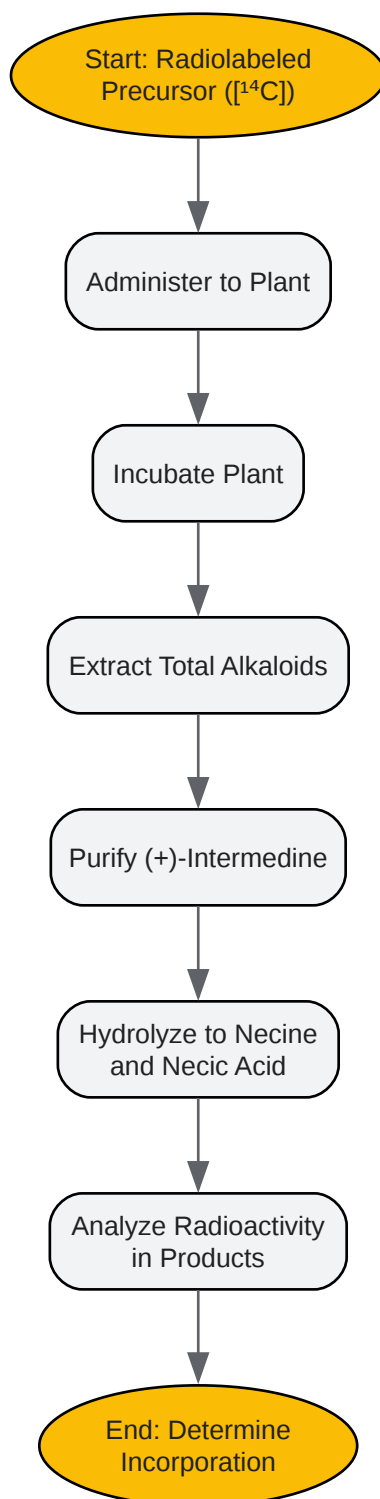 Start: Radiolabeled
Precursor ([¹⁴C])
Administer to Plant
Incubate Plant
Extract Total Alkaloids
Purify (+)-Intermedine
Hydrolyze to Necine
and Necic Acid
Analyze Radioactivity
in Products
End: Determine
Incorporation